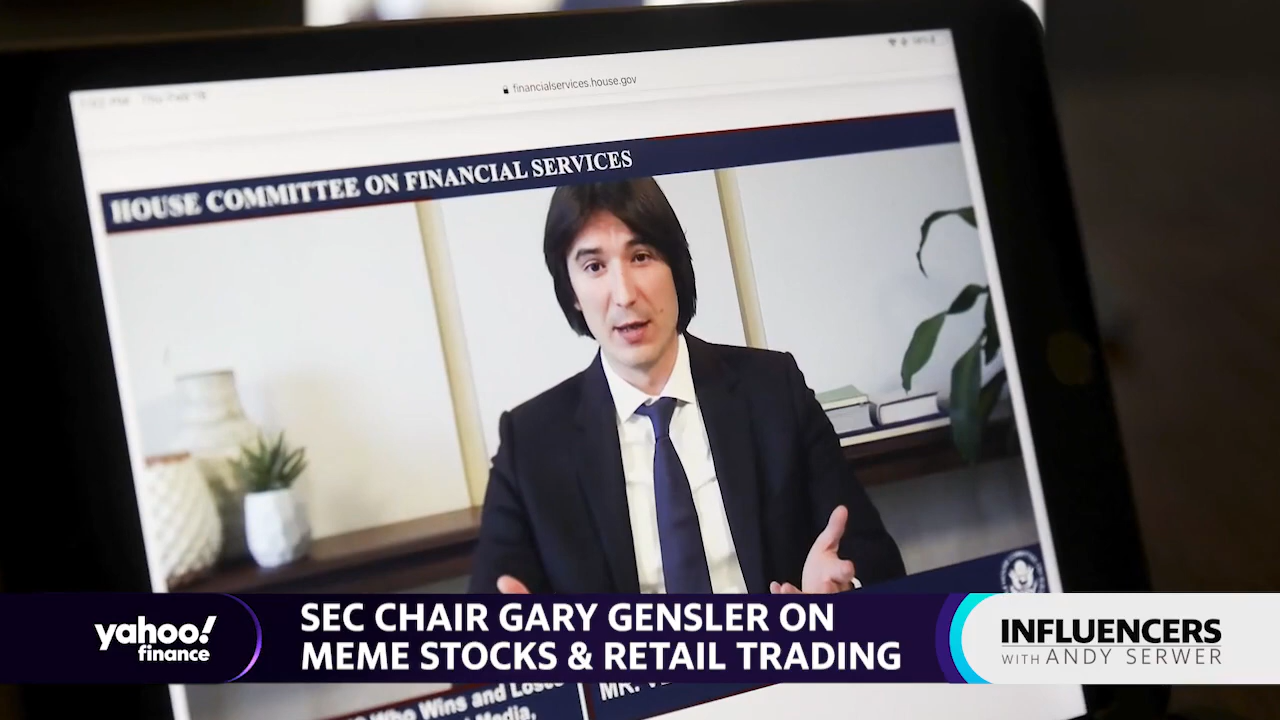 financialservices.house.gov
HOUSE COMMITTEE ON FINANCIAL SERVICES
yahoo!
finance
SEC CHAIR GARY GENSLER ON
MEME STOCKS & RETAIL TRADING
INFLUENCERS
WITH ANDY SERWER
Who Wins and
Media,
MR.